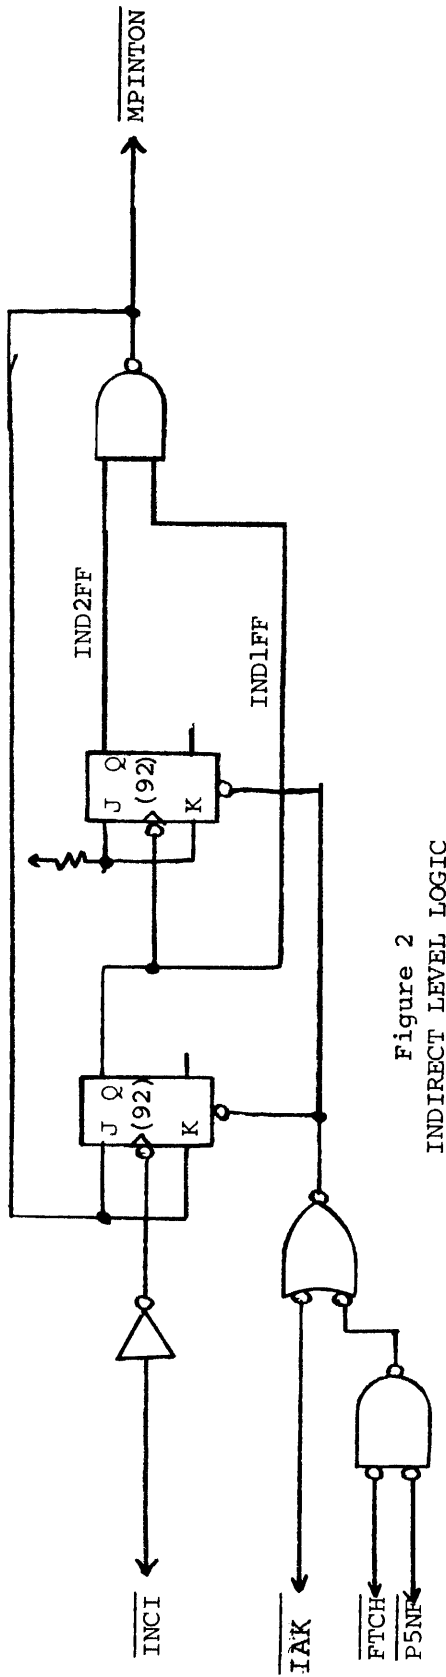 MPINTON
IND2FF
IND1FF
J Q
(92)
K
J Q
(92)
K
INCI
IAK
FTCH
P5NF
Figure 2
INDIRECT LEVEL LOGIC